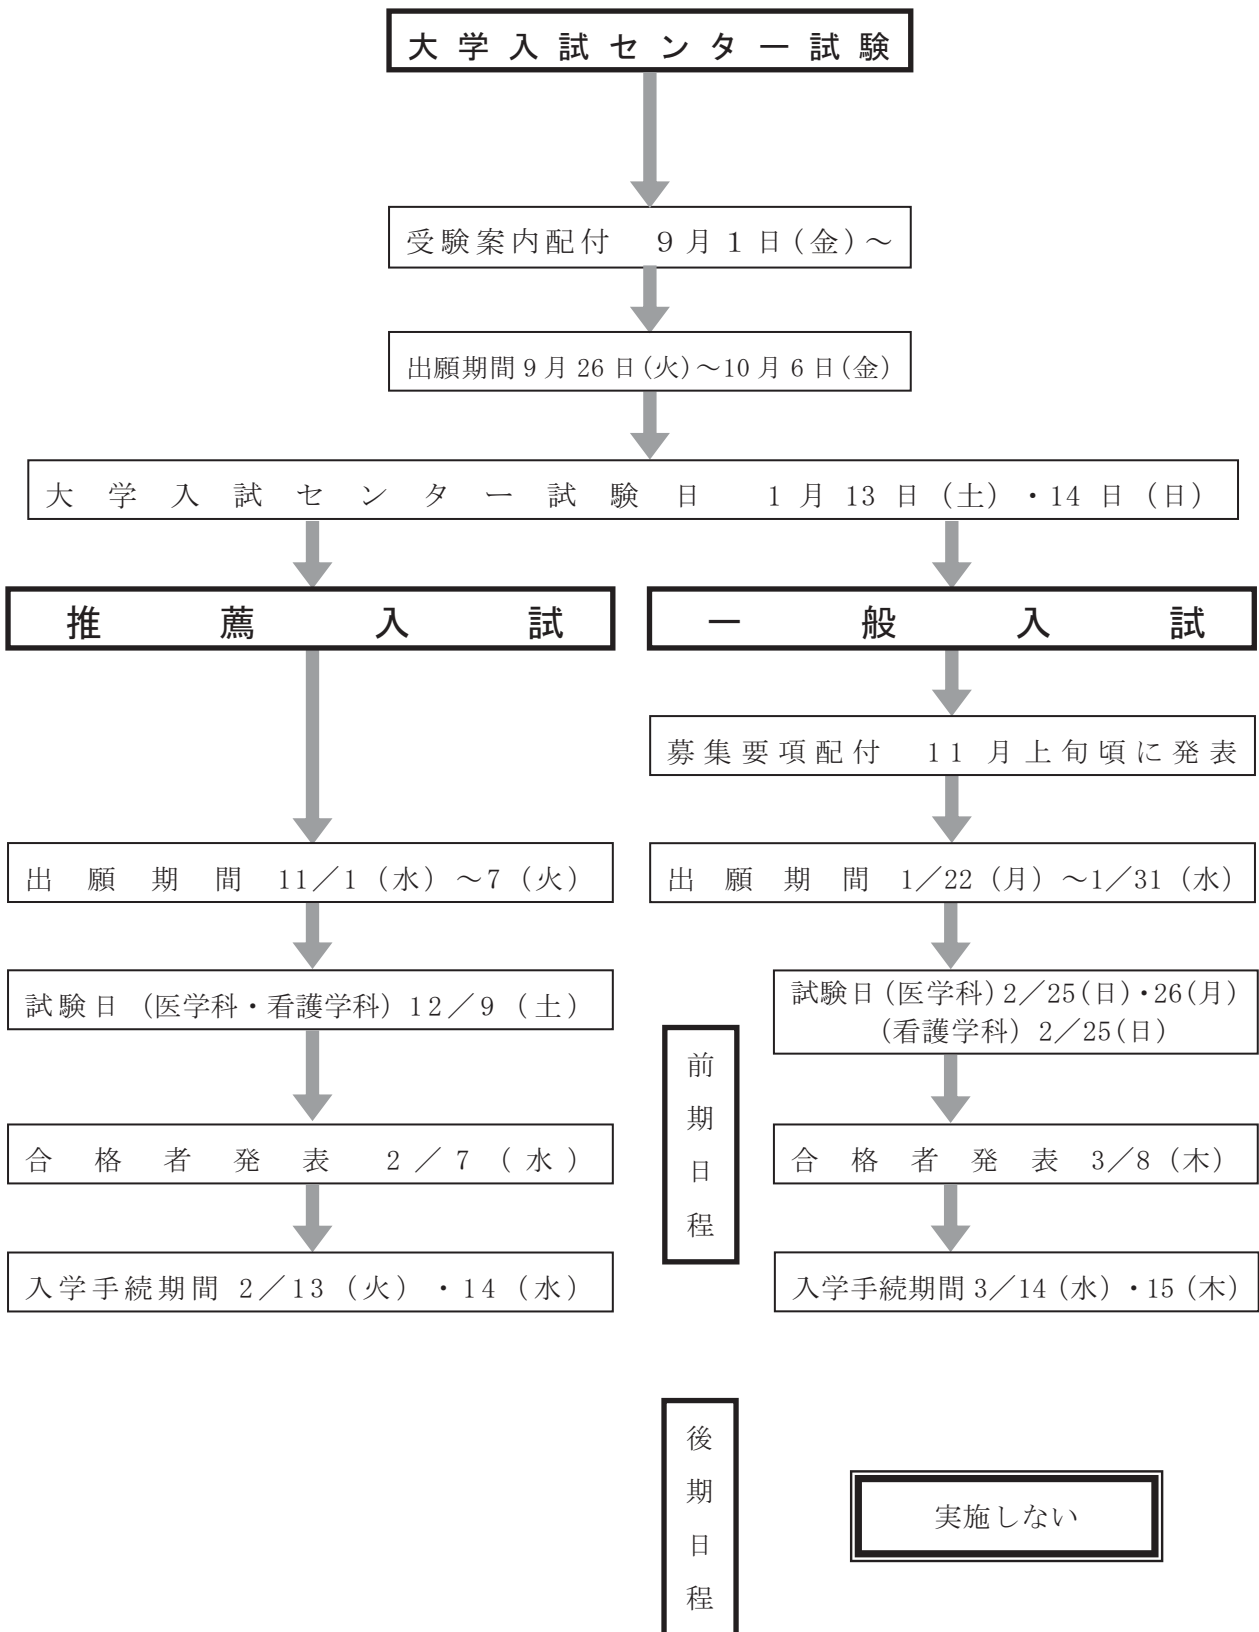 大学入試センター試験
受験案内配付　9月1日(金)～
出願期間9月26日(火)～10月6日(金)
大学入試センター試験日　1月13日(土)・14日(日)
推薦入試
出願期間 11／1(水)～7(火)
試験日(医学科・看護学科)12／9(土)
合格者発表 2／7(水)
入学手続期間 2／13(火)・14(水)
一般入試
募集要項配付　11月上旬頃に発表
出願期間 1／22(月)～1／31(水)
前期日程
試験日(医学科)2／25(日)・26(月)
(看護学科)2／25(日)
合格者発表 3／8(木)
入学手続期間3／14(水)・15(木)
後期日程
実施しない